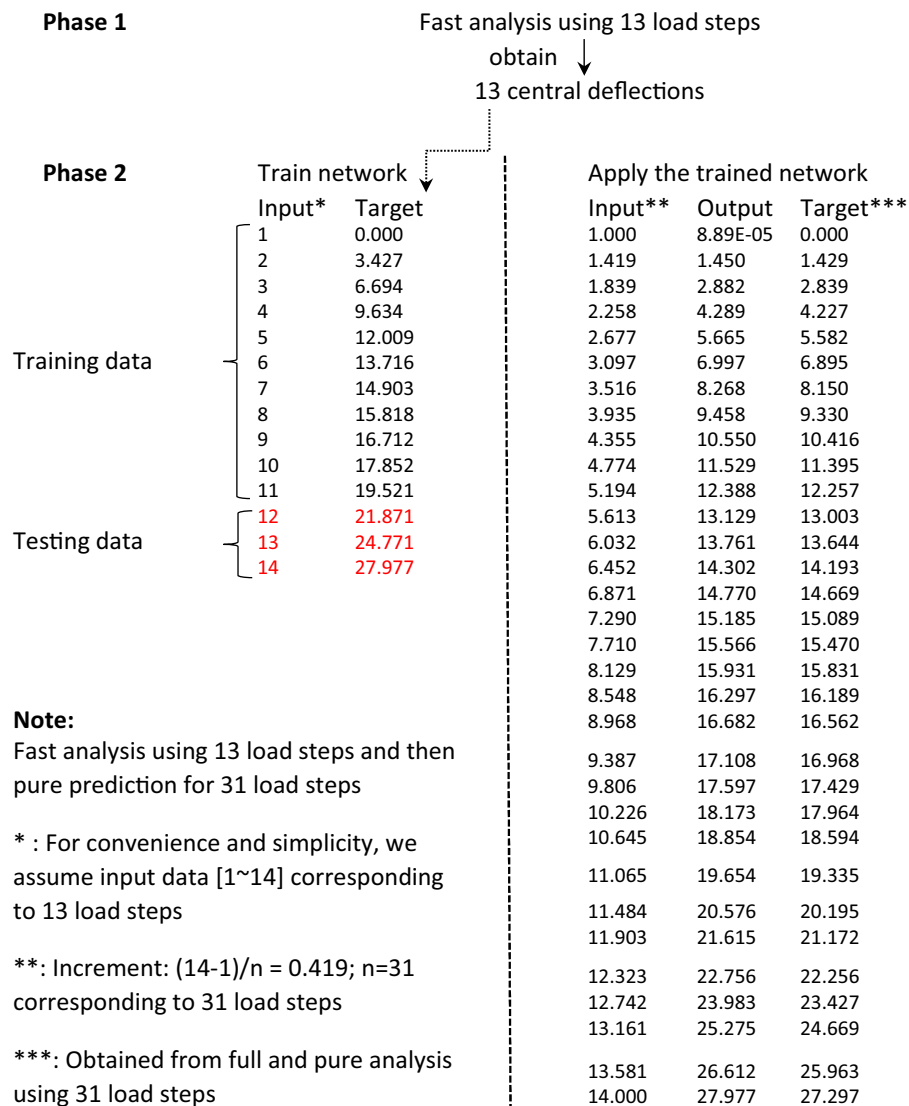 Phase 1 Fast analysis using 13 load steps
obtain
13 central deflections
Phase 2 Train network
Input* Target
1 0.000
2 3.427
3 6.694
4 9.634
5 12.009
6 13.716
7 14.903
8 15.818
9 16.712
10 17.852
11 19.521
12 21.871
13 24.771
14 27.977
Training data
Testing data
Note:
Fast analysis using 13 load steps and then
pure prediction for 31 load steps
* : For convenience and simplicity, we
assume input data [1~14] corresponding
to 13 load steps
**: Increment: (14-1)/n = 0.419; n=31
corresponding to 31 load steps
***: Obtained from full and pure analysis
using 31 load steps
Apply the trained network
Input** Output Target***
1.000 8.89E-05 0.000
1.419 1.450 1.429
1.839 2.882 2.839
2.258 4.289 4.227
2.677 5.665 5.582
3.097 6.997 6.895
3.516 8.268 8.150
3.935 9.458 9.330
4.355 10.550 10.416
4.774 11.529 11.395
5.194 12.388 12.257
5.613 13.129 13.003
6.032 13.761 13.644
6.452 14.302 14.193
6.871 14.770 14.669
7.290 15.185 15.089
7.710 15.566 15.470
8.129 15.931 15.831
8.548 16.297 16.189
8.968 16.682 16.562
9.387 17.108 16.968
9.806 17.597 17.429
10.226 18.173 17.964
10.645 18.854 18.594
11.065 19.654 19.335
11.484 20.576 20.195
11.903 21.615 21.172
12.323 22.756 22.256
12.742 23.983 23.427
13.161 25.275 24.669
13.581 26.612 25.963
14.000 27.977 27.297